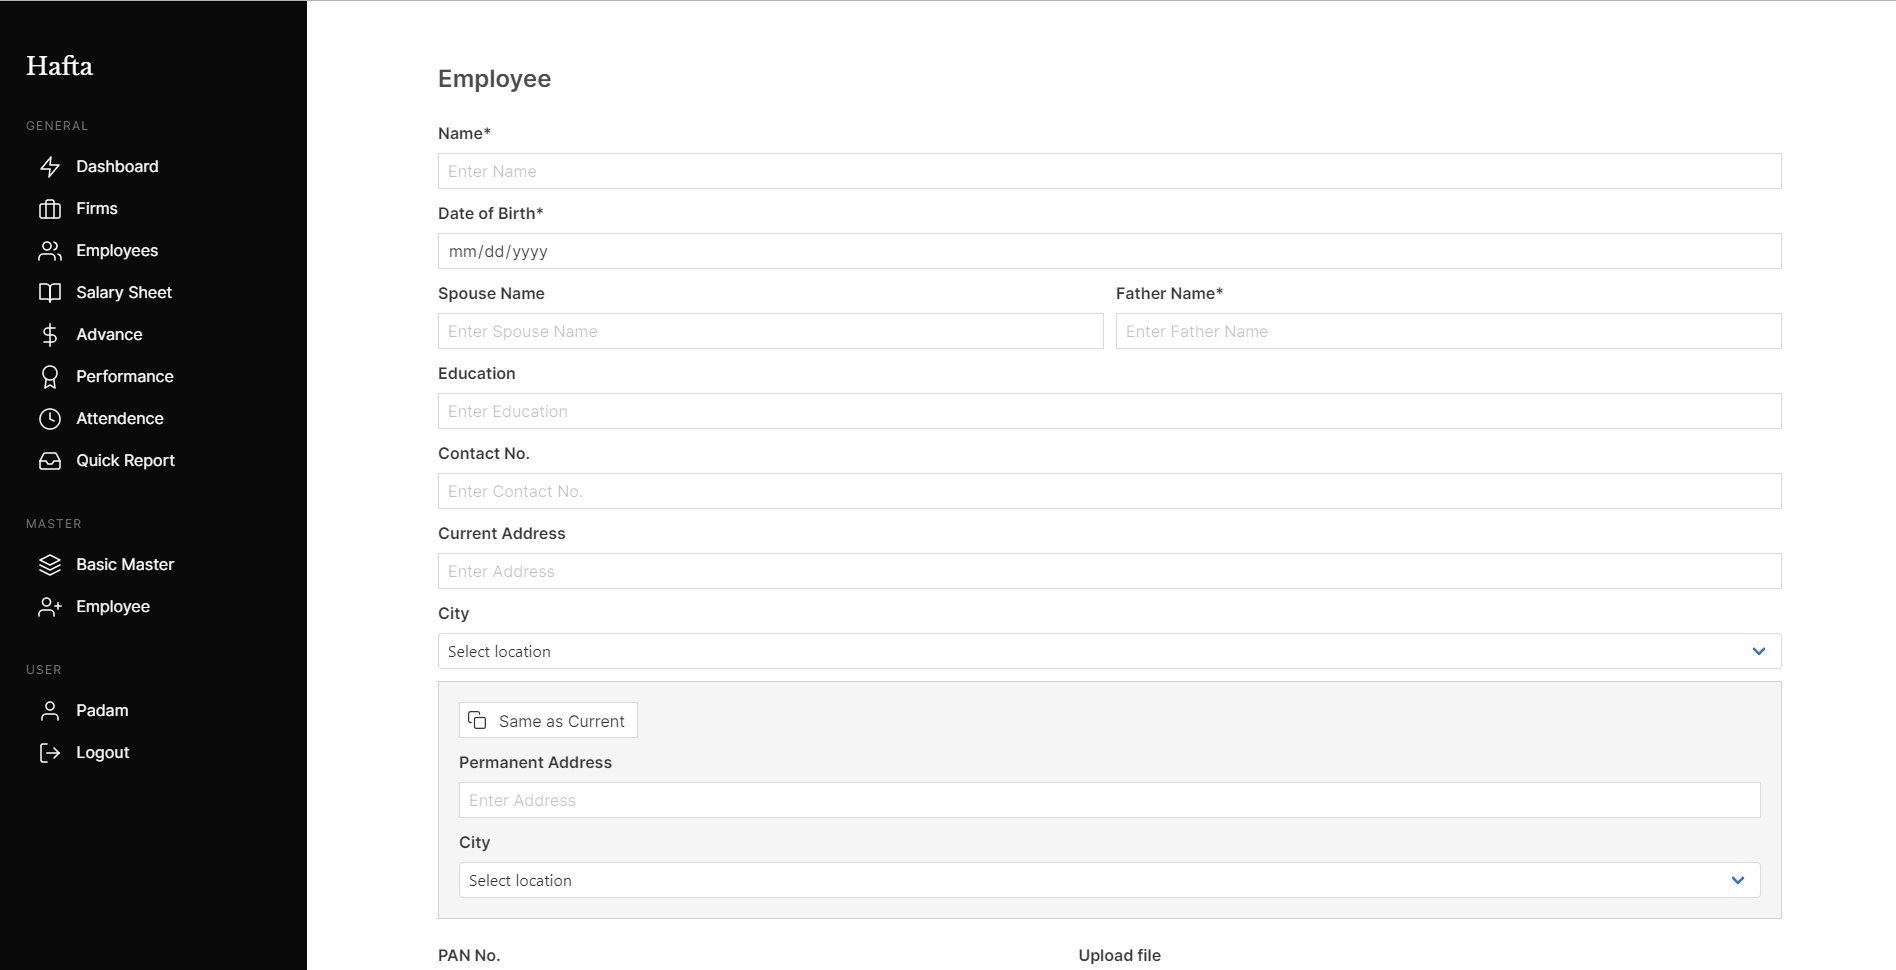 Hafta
GENERAL
Dashboard
Firms
Employees
Salary Sheet
Advance
Performance
Attendence
Quick Report
MASTER
Basic Master
Employee
USER
Padam
Logout
Employee
Name*
Enter Name
Date of Birth*
mm/dd/yyyy
Spouse Name
Enter Spouse Name
Father Name*
Enter Father Name
Education
Enter Education
Contact No.
Enter Contact No.
Current Address
Enter Address
City
Select location
Same as Current
Permanent Address
Enter Address
City
Select location
PAN No.
Upload file